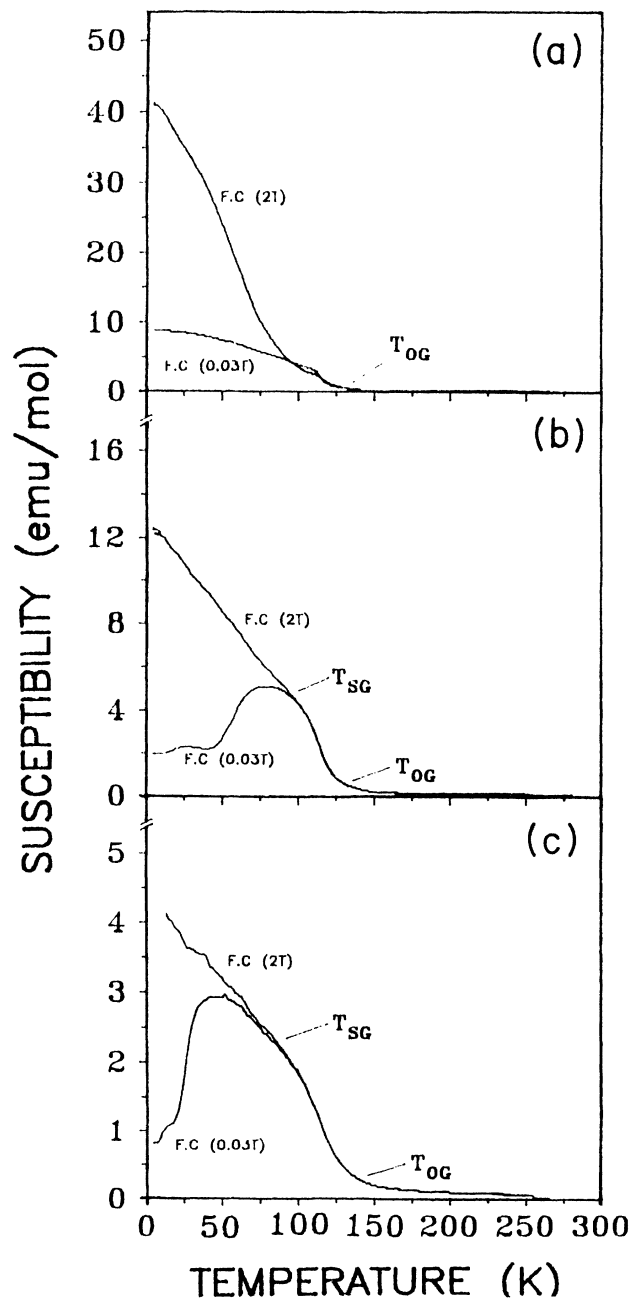 (a)
50
40
30
20
10
0
F.C (2T)
F.C (0.03T)
T_OG
(b)
16
12
8
4
0
F.C (2T)
T_SG
F.C (0.03T)
T_OG
(c)
5
4
3
2
1
0
F.C (2T)
T_SG
F.C (0.03T)
T_OG
0 50 100 150 200 250 300
TEMPERATURE (K)
SUSCEPTIBILITY (emu/mol)